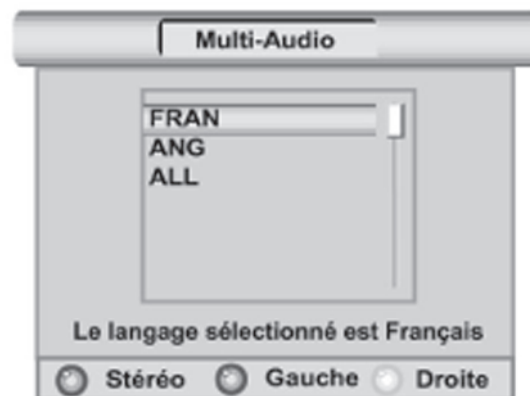 Multi-Audio
FRAN
ANG
ALL
Le langage sélectionné est Français
Stéréo Gauche Droite